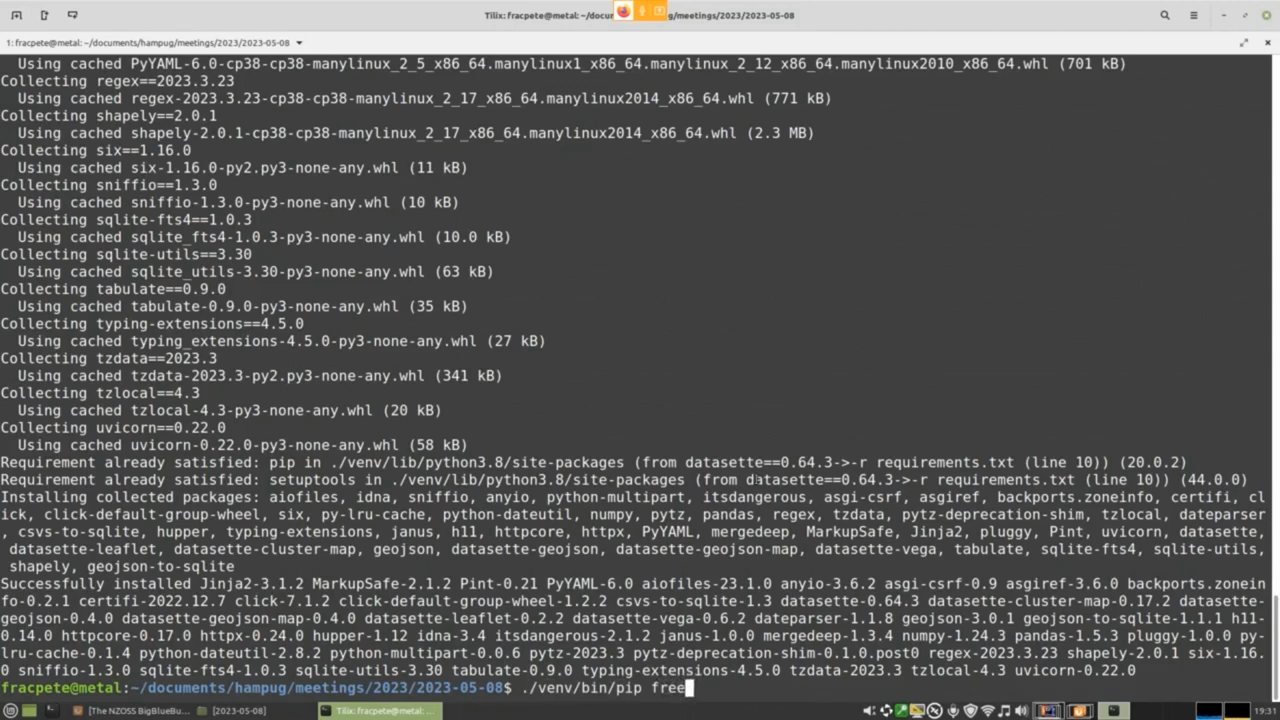 Tilix: fracpete@metal: ~/docu r/meetings/2023/2023-05-08
1: fracpete@metal: ~/documents/hampug/meetings/2023/2023-05-08
Using cached PyYAML-6.0-cp38-cp38-manylinux_2_5_x86_64.manylinux1_x86_64.manylinux_2_12_x86_64.manylinux2010_x86_64.whl (701 kB)
Collecting regex==2023.3.23
Using cached regex-2023.3.23-cp38-cp38-manylinux_2_17_x86_64.manylinux2014_x86_64.whl (771 kB)
Collecting shapely==2.0.1
Using cached shapely-2.0.1-cp38-cp38-manylinux_2_17_x86_64.manylinux2014_x86_64.whl (2.3 MB)
Collecting six==1.16.0
Using cached six-1.16.0-py2.py3-none-any.whl (11 kB)
Collecting sniffio==1.3.0
Using cached sniffio-1.3.0-py3-none-any.whl (10 kB)
Collecting sqlite-fts4==1.0.3
Using cached sqlite_fts4-1.0.3-py3-none-any.whl (10.0 kB)
Collecting sqlite-utils==3.30
Using cached sqlite_utils-3.30-py3-none-any.whl (63 kB)
Collecting tabulate==0.9.0
Using cached tabulate-0.9.0-py3-none-any.whl (35 kB)
Collecting typing-extensions==4.5.0
Using cached typing_extensions-4.5.0-py3-none-any.whl (27 kB)
Collecting tzdata==2023.3
Using cached tzdata-2023.3-py2.py3-none-any.whl (341 kB)
Collecting tzlocal==4.3
Using cached tzlocal-4.3-py3-none-any.whl (20 kB)
Collecting uvicorn==0.22.0
Using cached uvicorn-0.22.0-py3-none-any.whl (58 kB)
Requirement already satisfied: pip in ./venv/lib/python3.8/site-packages (from datasette==0.64.3->-r requirements.txt (line 10)) (20.0.2)
Requirement already satisfied: setuptools in ./venv/lib/python3.8/site-packages (from datasette==0.64.3->-r requirements.txt (line 10)) (44.0.0)
Installing collected packages: aiofiles, idna, sniffio, anyio, python-multipart, itsdangerous, asgi-csrf, asgiref, backports.zoneinfo, certifi, cl
ick, click-default-group-wheel, six, py-lru-cache, python-dateutil, numpy, pytz, pandas, regex, tzdata, pytz-deprecation-shim, tzlocal, dateparser
, csvs-to-sqlite, hupper, typing-extensions, janus, h11, httpcore, httpx, PyYAML, mergedeep, MarkupSafe, Jinja2, pluggy, Pint, uvicorn, datasette,
datasette-leaflet, datasette-cluster-map, geojson, datasette-geojson, datasette-geojson-map, datasette-vega, tabulate, sqlite-fts4, sqlite-utils,
shapely, geojson-to-sqlite
Successfully installed Jinja2-3.1.2 MarkupSafe-2.1.2 Pint-0.21 PyYAML-6.0 aiofiles-23.1.0 anyio-3.6.2 asgi-csrf-0.9 asgiref-3.6.0 backports.zonein
fo-0.2.1 certifi-2022.12.7 click-7.1.2 click-default-group-wheel-1.2.2 csvs-to-sqlite-1.3 datasette-0.64.3 datasette-cluster-map-0.17.2 datasette-
geojson-0.4.0 datasette-geojson-map-0.4.0 datasette-leaflet-0.2.2 datasette-vega-0.6.2 dateparser-1.1.8 geojson-3.0.1 geojson-to-sqlite-1.1.1 h11-
0.14.0 httpcore-0.17.0 httpx-0.24.0 hupper-1.12 idna-3.4 itsdangerous-2.1.2 janus-1.0.0 mergedeep-1.3.4 numpy-1.24.3 pandas-1.5.3 pluggy-1.0.0 py-
lru-cache-0.1.4 python-dateutil-2.8.2 python-multipart-0.0.6 pytz-2023.3 pytz-deprecation-shim-0.1.0.post0 regex-2023.3.23 shapely-2.0.1 six-1.16.
0 sniffio-1.3.0 sqlite-fts4-1.0.3 sqlite-utils-3.30 tabulate-0.9.0 typing-extensions-4.5.0 tzdata-2023.3 tzlocal-4.3 uvicorn-0.22.0
fracpete@metal:~/documents/hampug/meetings/2023/2023-05-08$ ./venv/bin/pip free
[The NZOSS BigBlueBu... [2023-05-08] Tilix: fracpete@metal: ~/doc... 19:31